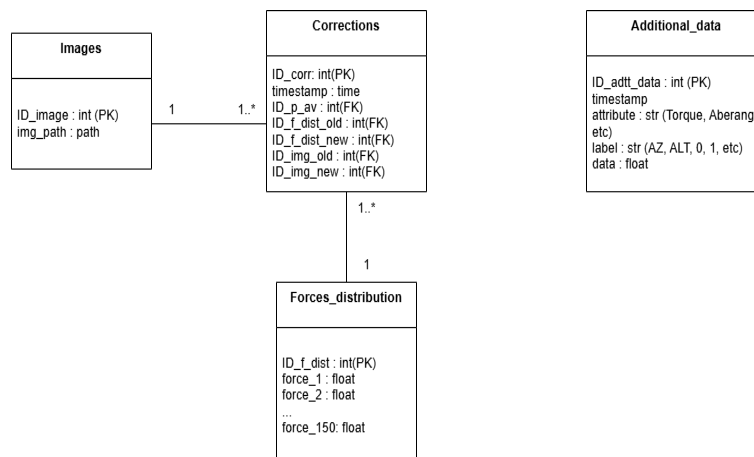 Images
ID_image : int (PK)
img_path : path
1
1..*
Corrections
ID_corr: int(PK)
timestamp : time
ID_p_av : int(FK)
ID_f_dist_old : int(FK)
ID_f_dist_new : int(FK)
ID_img_old : int(FK)
ID_img_new : int(FK)
1..*
1
Forces_distribution
ID_f_dist : int(PK)
force_1 : float
force_2 : float
...
force_150: float
Additional_data
ID_adtt_data : int (PK)
timestamp
attribute : str (Torque, Aberang
etc)
label : str (AZ, ALT, 0, 1, etc)
data : float